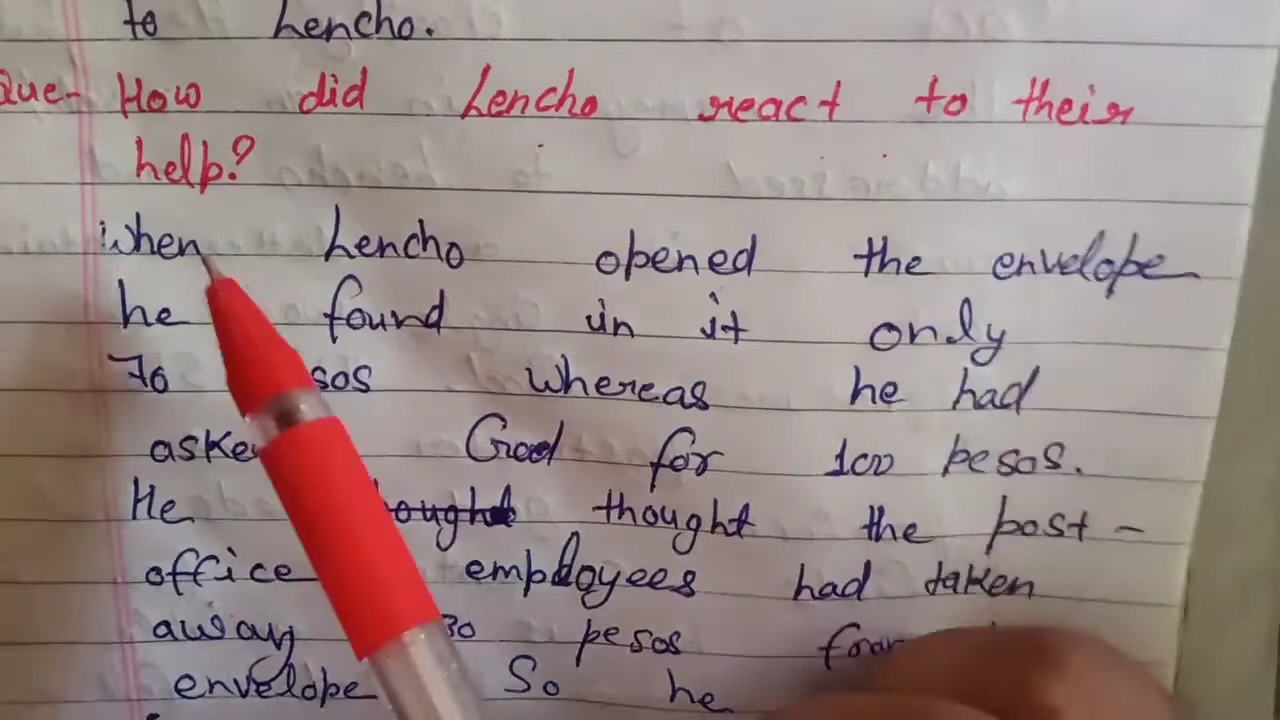 to Lencho.
Que- How did Lencho react to their
help?
When Lencho opened the envelope
he found in it only
70 sos whereas he had
aske God for 100 pesos.
He thought the post-
office employees had taken
away 30 pesos
envelope So he